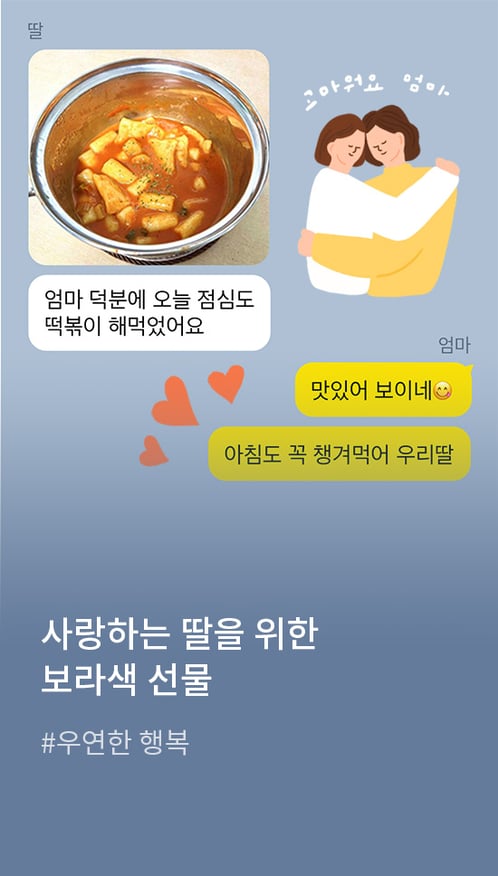 딸
고마워요 엄마
엄마 덕분에 오늘 점심도
떡볶이 해먹었어요
엄마
맛있어 보이네😋
아침도 꼭 챙겨먹어 우리딸
사랑하는 딸을 위한
보라색 선물
#우연한 행복